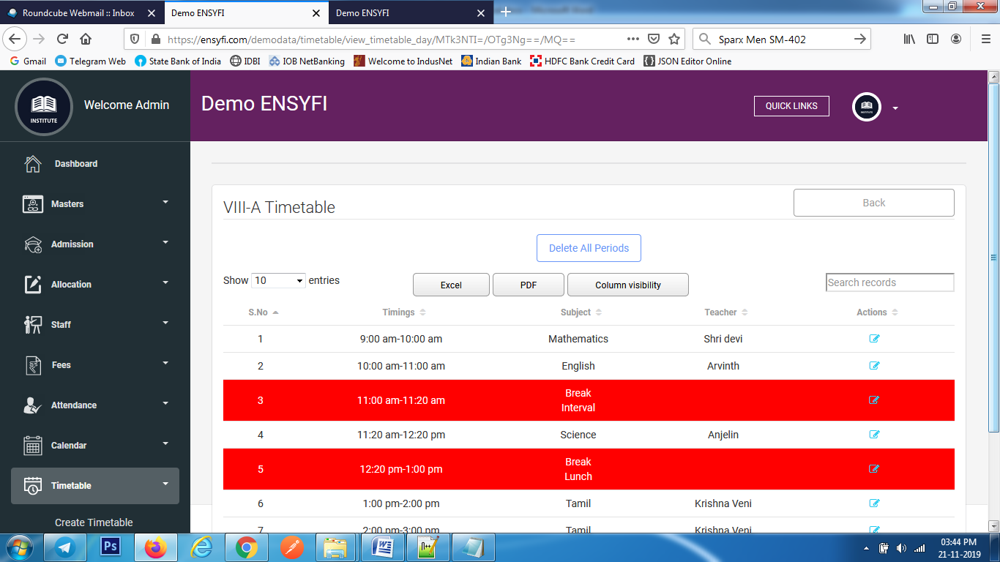 Roundcube Webmail :: Inbox
Demo ENSYFI
Demo ENSYFI
https://ensyfi.com/demodata/timetable/view_timetable_day/MTk3NTI=/OTg3Ng==/MQ==
Sparx Men SM-402
Gmail
Telegram Web
State Bank of India
IDBI
IOB NetBanking
Welcome to IndusNet
Indian Bank
HDFC Bank Credit Card
JSON Editor Online
INSTITUTE
Welcome Admin
Demo ENSYFI
QUICK LINKS
Dashboard
Masters
Admission
Allocation
Staff
Fees
Attendance
Calendar
Timetable
Create Timetable
VIII-A Timetable
Back
Delete All Periods
Show 10 entries
Excel
PDF
Column visibility
Search records
S.No Timings Subject Teacher Actions
1 9:00 am-10:00 am Mathematics Shri devi
2 10:00 am-11:00 am English Arvinth
3 11:00 am-11:20 am Break
Interval
4 11:20 am-12:20 pm Science Anjelin
5 12:20 pm-1:00 pm Break
Lunch
6 1:00 pm-2:00 pm Tamil Krishna Veni
7 2:00 pm-3:00 pm Tamil Krishna Veni
Ps
03:44 PM
21-11-2019